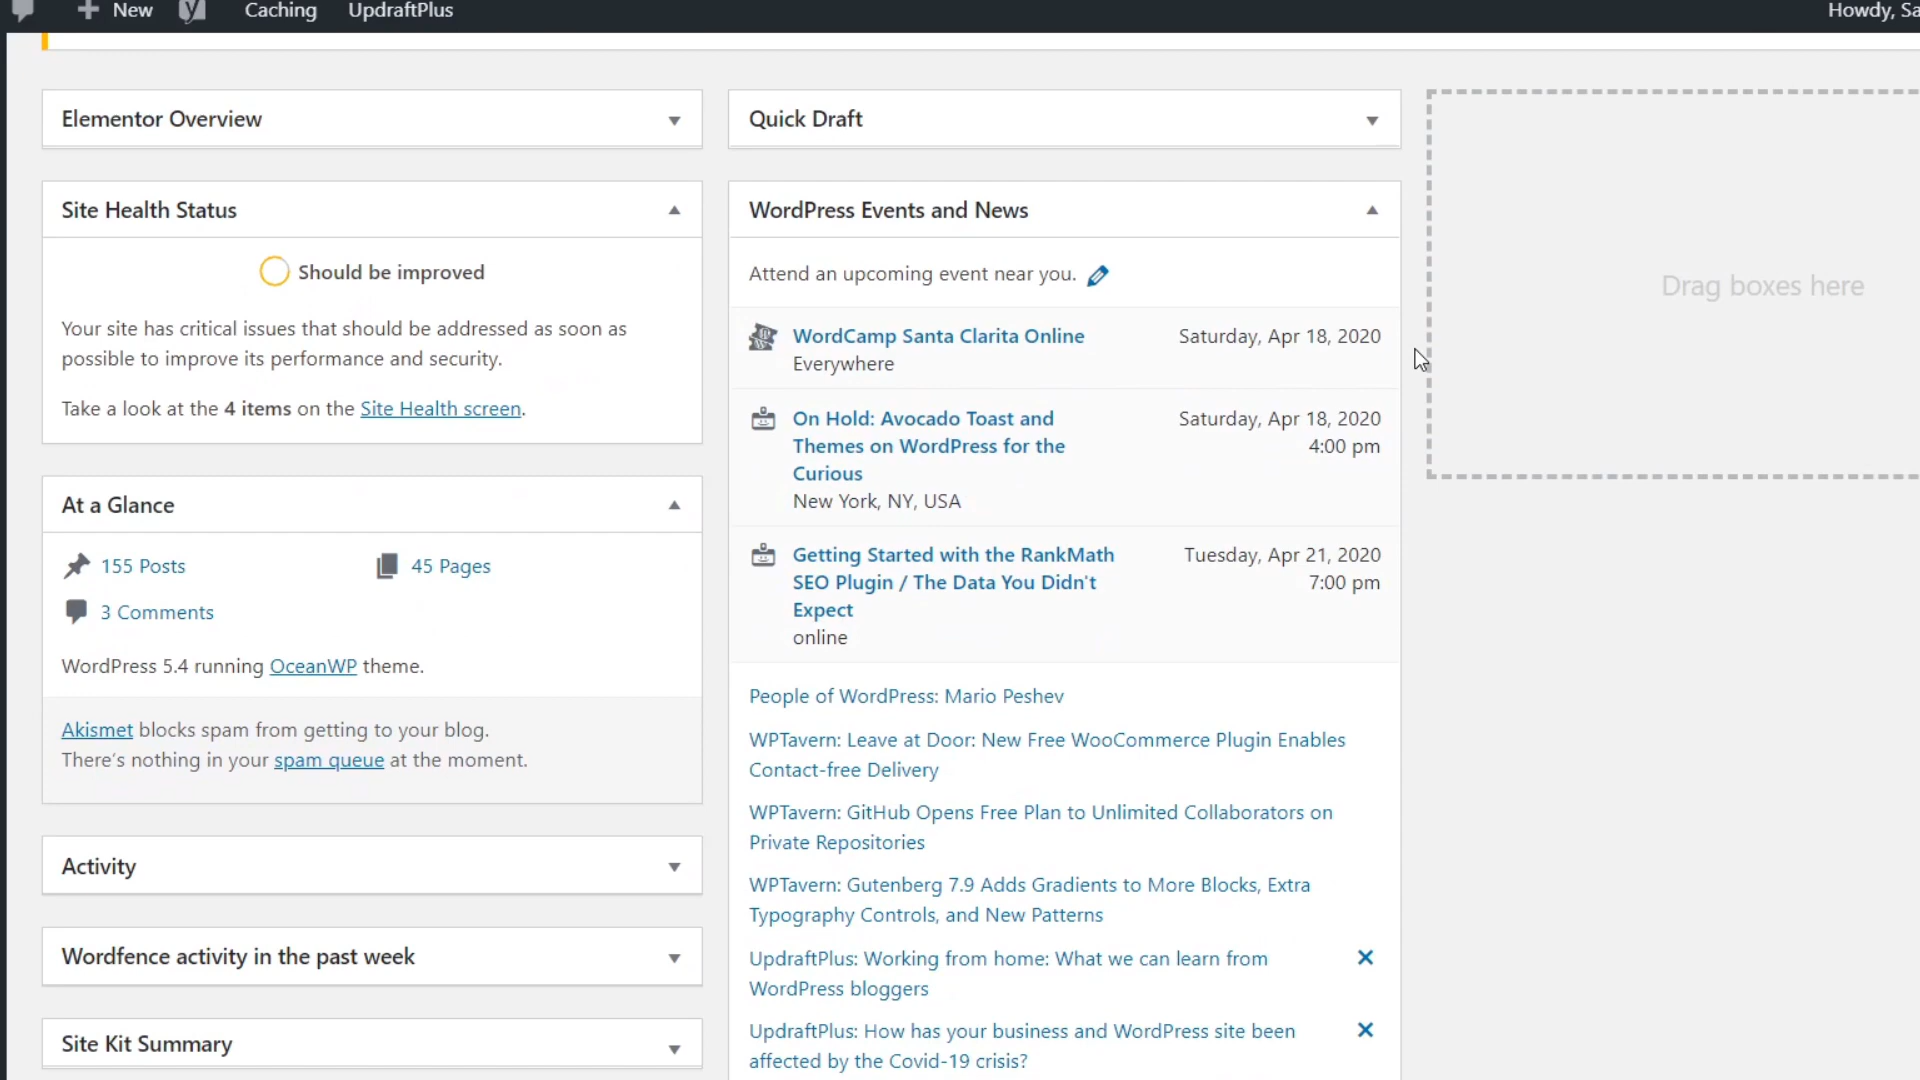 New
Caching
UpdraftPlus
Howdy, Sa
Elementor Overview
Site Health Status
Should be improved
Your site has critical issues that should be addressed as soon as
possible to improve its performance and security.
Take a look at the 4 items on the Site Health screen.
At a Glance
155 Posts
45 Pages
3 Comments
WordPress 5.4 running OceanWP theme.
Akismet blocks spam from getting to your blog.
There's nothing in your spam queue at the moment.
Activity
Wordfence activity in the past week
Site Kit Summary
Quick Draft
WordPress Events and News
Attend an upcoming event near you.
WordCamp Santa Clarita Online
Saturday, Apr 18, 2020
Everywhere
On Hold: Avocado Toast and
Saturday, Apr 18, 2020
Themes on WordPress for the
4:00 pm
Curious
New York, NY, USA
Getting Started with the RankMath
Tuesday, Apr 21, 2020
SEO Plugin / The Data You Didn't
7:00 pm
Expect
online
People of WordPress: Mario Peshev
WPTavern: Leave at Door: New Free WooCommerce Plugin Enables
Contact-free Delivery
WPTavern: GitHub Opens Free Plan to Unlimited Collaborators on
Private Repositories
WPTavern: Gutenberg 7.9 Adds Gradients to More Blocks, Extra
Typography Controls, and New Patterns
UpdraftPlus: Working from home: What we can learn from
WordPress bloggers
UpdraftPlus: How has your business and WordPress site been
affected by the Covid-19 crisis?
Drag boxes here